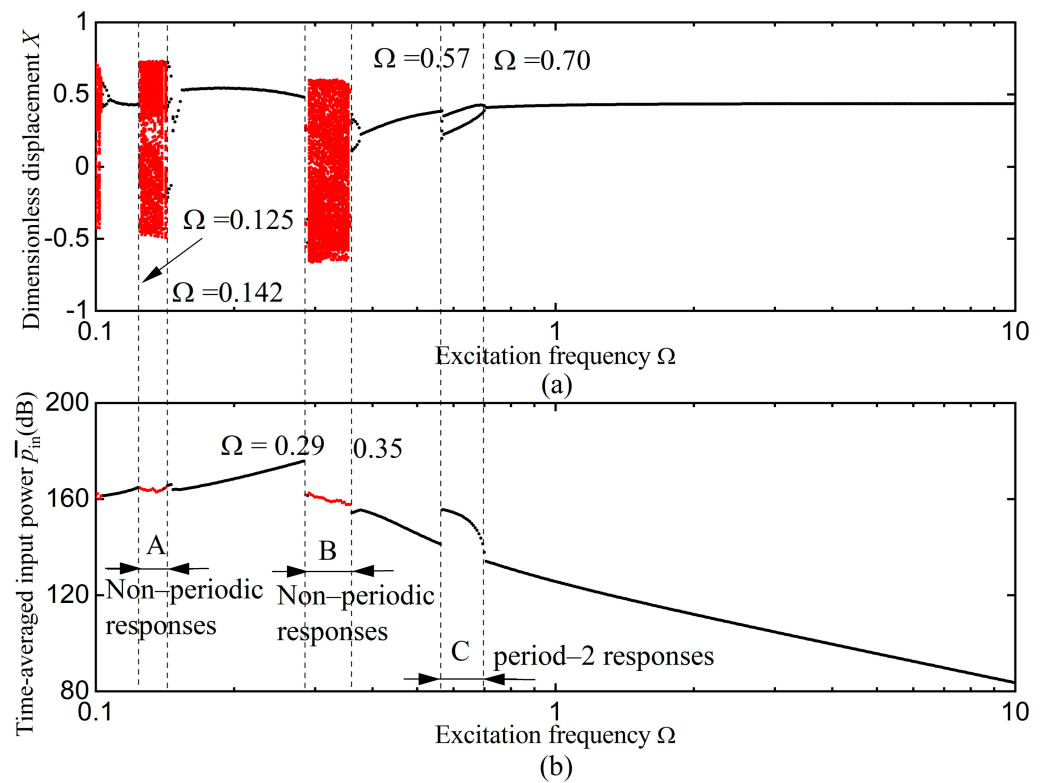 1
Ω =0.57
Ω =0.70
0.5
0
Ω =0.125
-0.5
Ω =0.142
-1
0.1
1
10
Dimensionless displacement X
Excitation frequency Ω
(a)
200
Ω = 0.29
0.35
160
A
B
Non–periodic
responses
Non–periodic
responses
120
C
period–2 responses
80
0.1
1
10
Time-averaged input power p̅in(dB)
Excitation frequency Ω
(b)